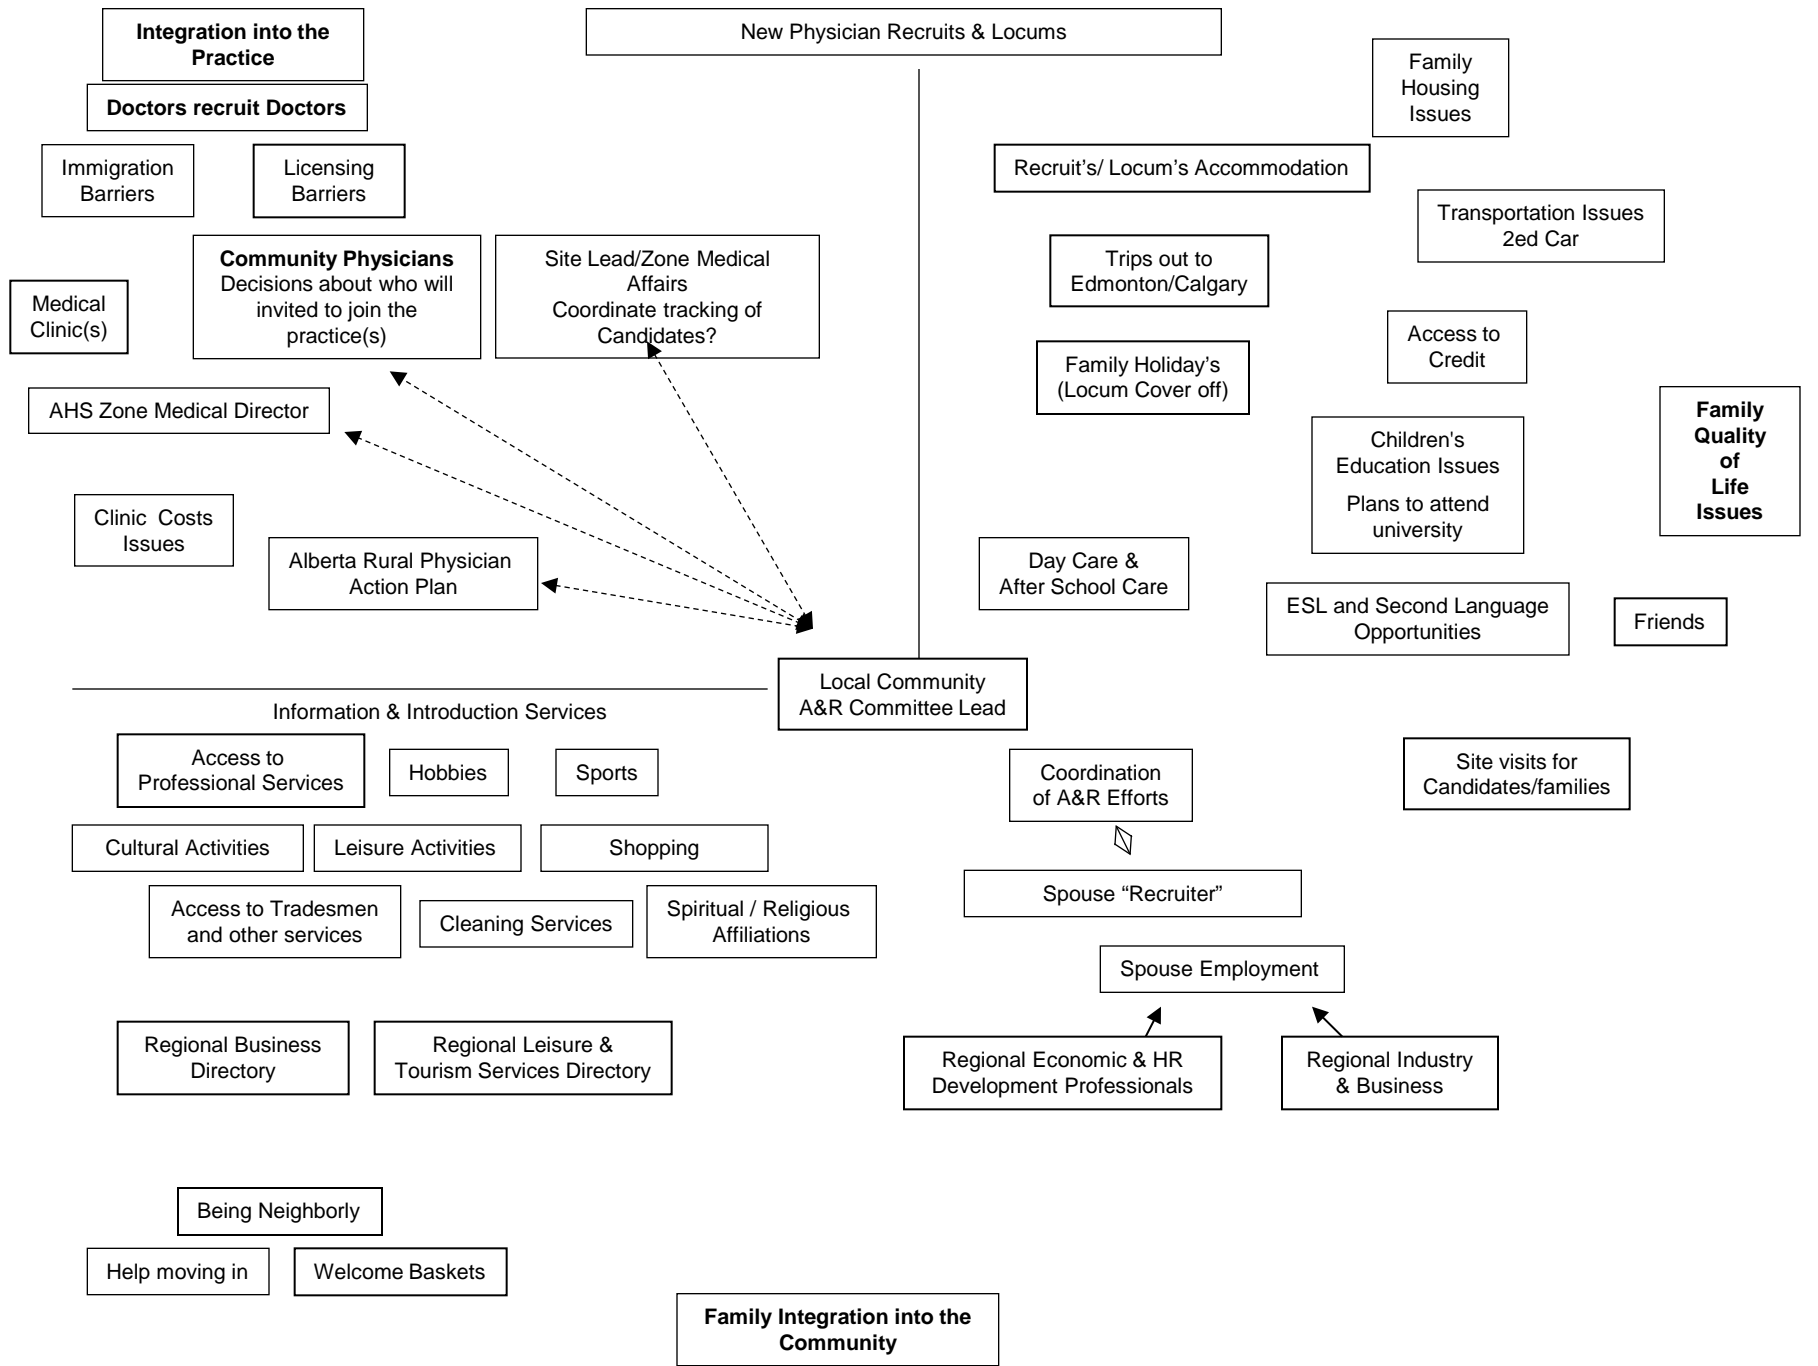 Integration into the
Practice
Doctors recruit Doctors
Immigration
Barriers
Licensing
Barriers
Community Physicians
Decisions about who will
invited to join the
practice(s)
Site Lead/Zone Medical
Affairs
Coordinate tracking of
Candidates?
Medical
Clinic(s)
AHS Zone Medical Director
Clinic Costs
Issues
Alberta Rural Physician
Action Plan
New Physician Recruits & Locums
Family
Housing
Issues
Recruit's/ Locum's Accommodation
Transportation Issues
2ed Car
Trips out to
Edmonton/Calgary
Access to
Credit
Family Holiday's
(Locum Cover off)
Family
Quality
of
Life
Issues
Children's
Education Issues
Plans to attend
university
Day Care &
After School Care
ESL and Second Language
Opportunities
Friends
Local Community
A&R Committee Lead
Information & Introduction Services
Access to
Professional Services
Hobbies
Sports
Cultural Activities
Leisure Activities
Shopping
Access to Tradesmen
and other services
Cleaning Services
Spiritual / Religious
Affiliations
Regional Business
Directory
Regional Leisure &
Tourism Services Directory
Being Neighborly
Help moving in
Welcome Baskets
Coordination
of A&R Efforts
Site visits for
Candidates/families
Spouse “Recruiter”
Spouse Employment
Regional Economic & HR
Development Professionals
Regional Industry
& Business
Family Integration into the
Community